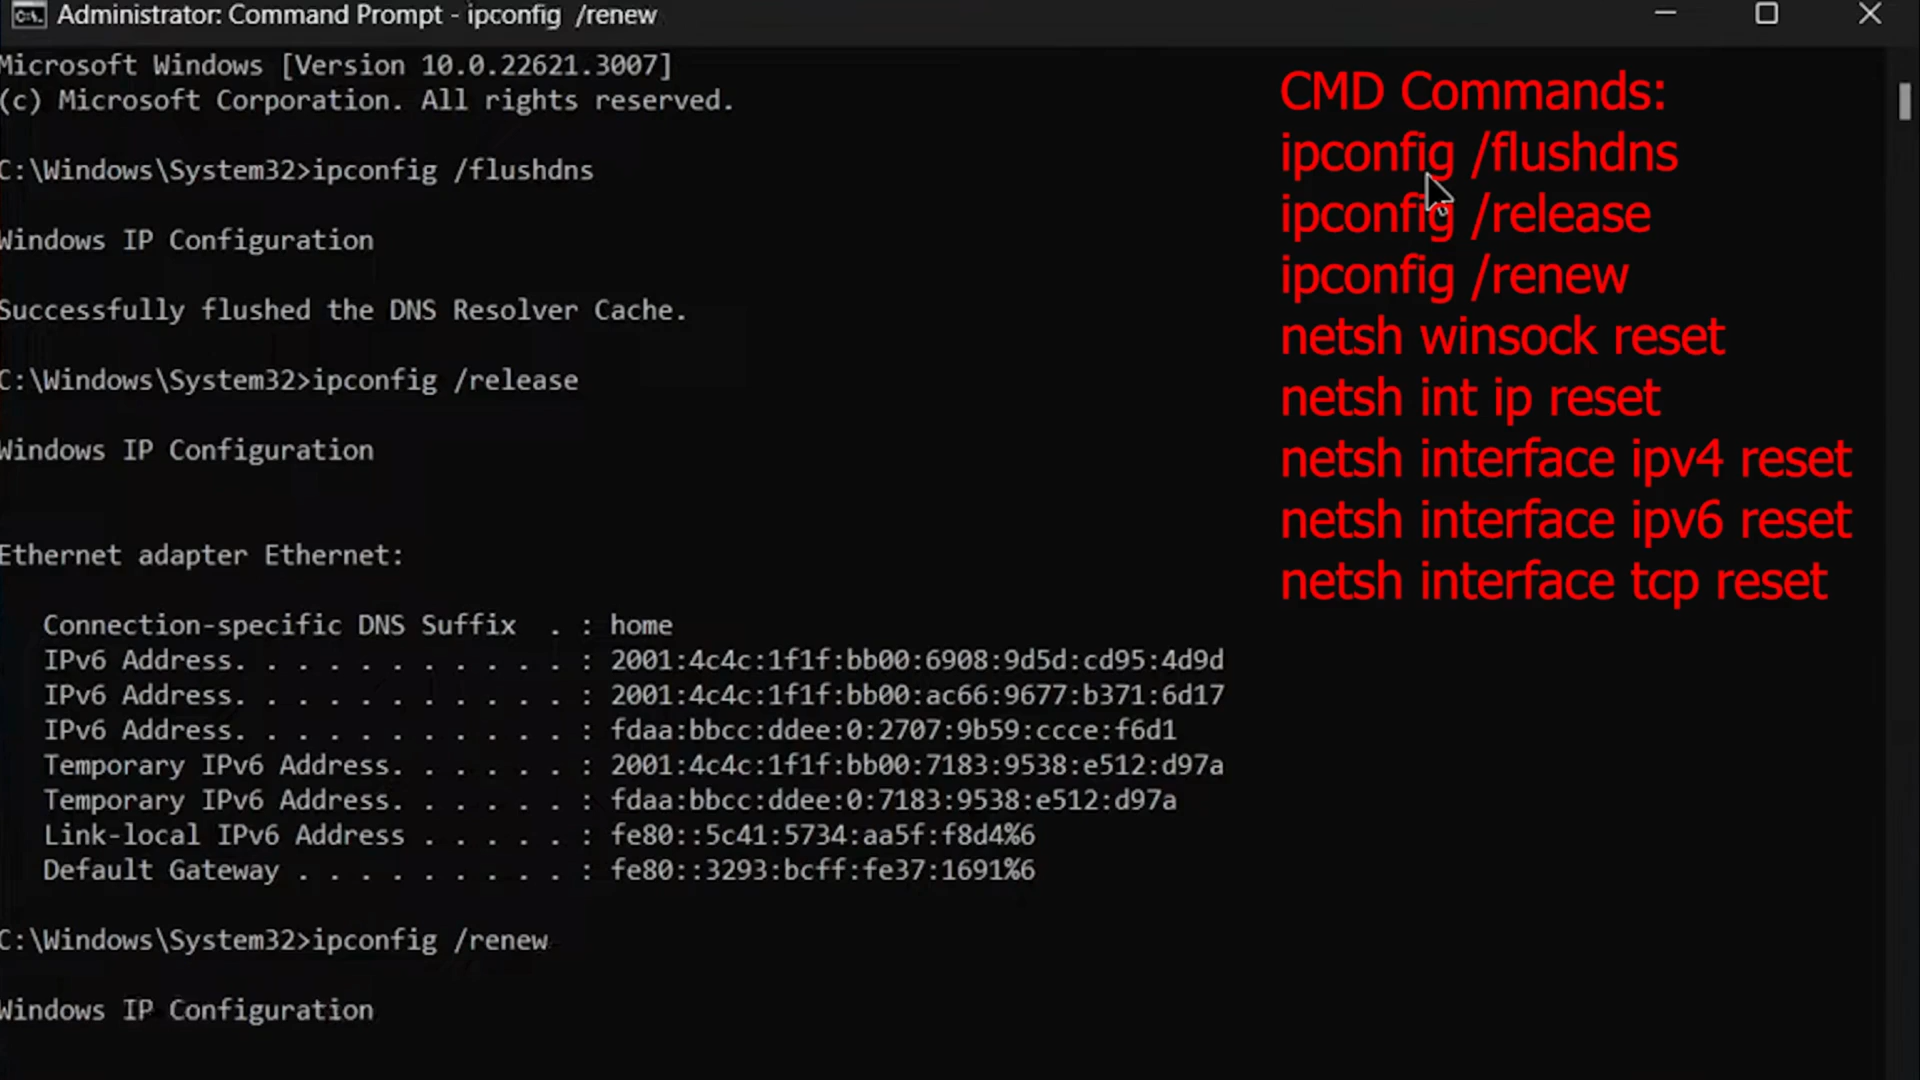 Administrator: Command Prompt - ipconfig /renew
Microsoft Windows [Version 10.0.22621.3007]
(c) Microsoft Corporation. All rights reserved.
C:\Windows\System32>ipconfig /flushdns
Windows IP Configuration
Successfully flushed the DNS Resolver Cache.
C:\Windows\System32>ipconfig /release
Windows IP Configuration
Ethernet adapter Ethernet:
Connection-specific DNS Suffix  . : home
IPv6 Address. . . . . . . . . . . : 2001:4c4c:1f1f:bb00:6908:9d5d:cd95:4d9d
IPv6 Address. . . . . . . . . . . : 2001:4c4c:1f1f:bb00:ac66:9677:b371:6d17
IPv6 Address. . . . . . . . . . . : fdaa:bbcc:ddee:0:2707:9b59:ccce:f6d1
Temporary IPv6 Address. . . . . . : 2001:4c4c:1f1f:bb00:7183:9538:e512:d97a
Temporary IPv6 Address. . . . . . : fdaa:bbcc:ddee:0:7183:9538:e512:d97a
Link-local IPv6 Address . . . . . : fe80::5c41:5734:aa5f:f8d4%6
Default Gateway . . . . . . . . . : fe80::3293:bcff:fe37:1691%6
C:\Windows\System32>ipconfig /renew
Windows IP Configuration
CMD Commands:
ipconfig /flushdns
ipconfig /release
ipconfig /renew
netsh winsock reset
netsh int ip reset
netsh interface ipv4 reset
netsh interface ipv6 reset
netsh interface tcp reset